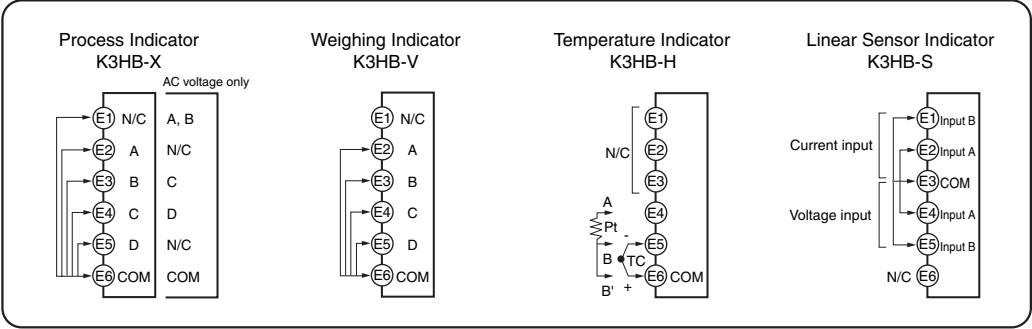 Process Indicator
K3HB-X
AC voltage only
E1 N/C A, B
E2 A N/C
E3 B C
E4 C D
E5 D N/C
E6 COM COM
Weighing Indicator
K3HB-V
E1 N/C
E2 A
E3 B
E4 C
E5 D
E6 COM
Temperature Indicator
K3HB-H
E1
N/C E2
E3
A E4
Pt
- E5
B TC
B' + E6 COM
Linear Sensor Indicator
K3HB-S
E1 Input B
Current input E2 Input A
E3 COM
Voltage input E4 Input A
E5 Input B
N/C E6